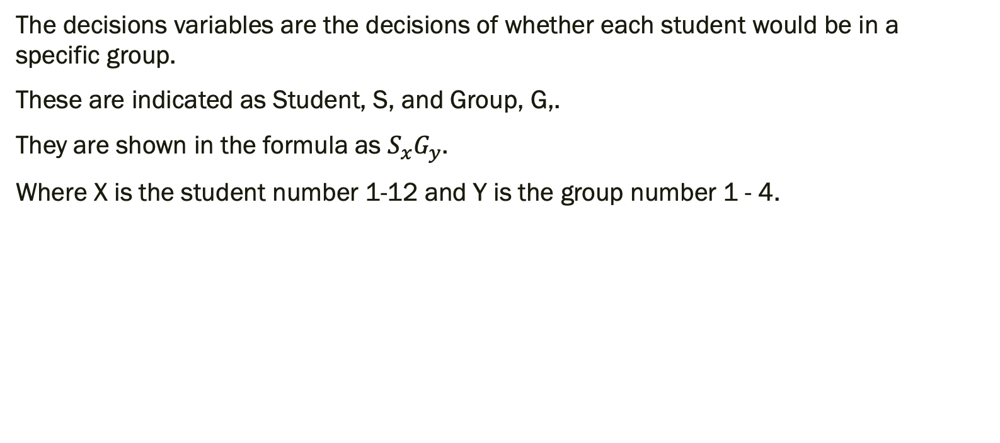 The decisions variables are the decisions of whether each student would be in a
specific group.
These are indicated as Student, S, and Group, G,.
They are shown in the formula as $S_xG_y$.
Where X is the student number 1-12 and Y is the group number 1 - 4.